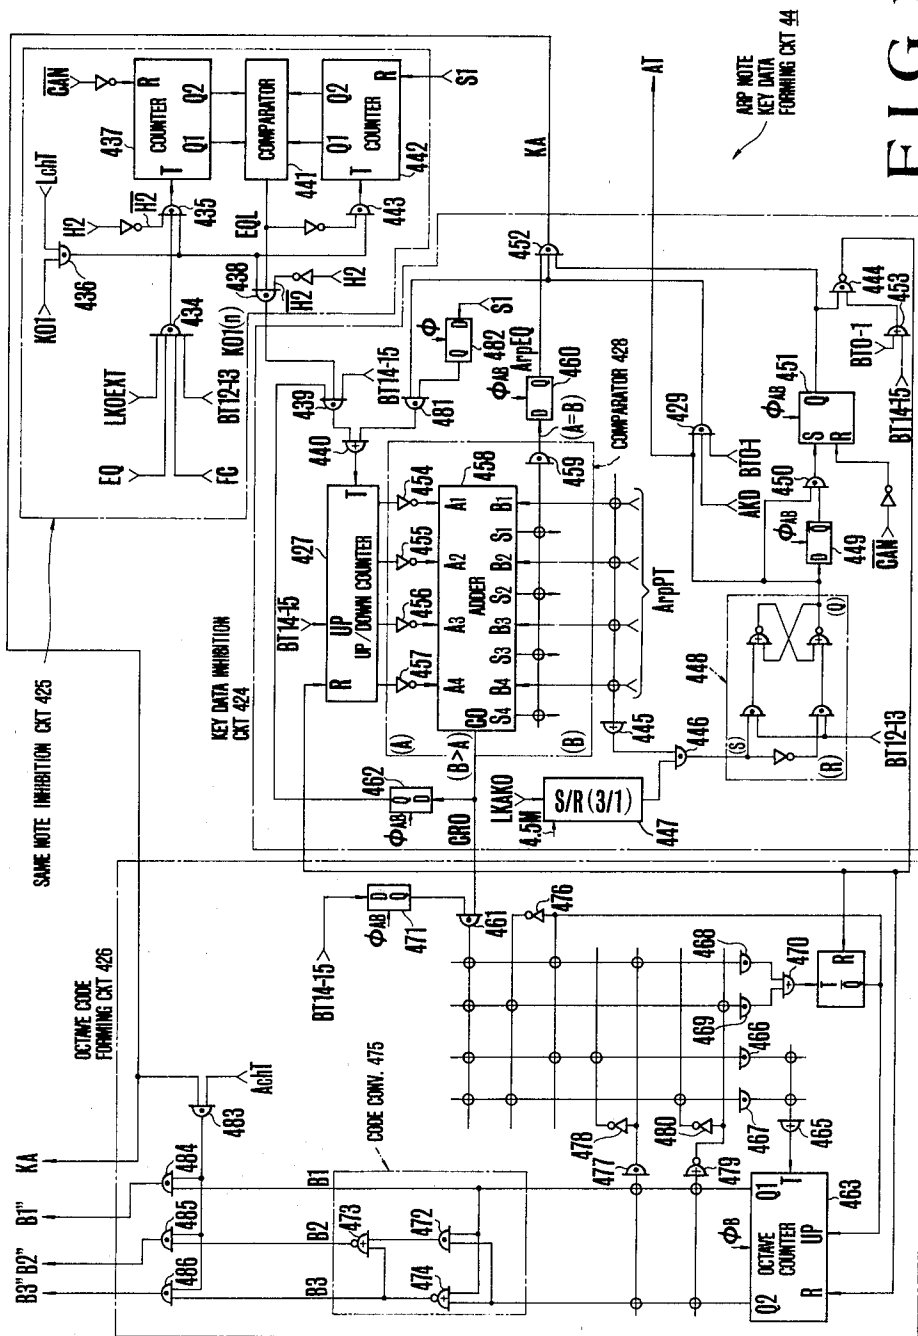 FIG
SAME NOTE INHIBITION CKT 425
EQ
LKOEXT
FC
BT12-13
434
KO1
LchT
436
H2
H2
435
437
CAN
T
COUNTER
R
Q1
Q2
COMPARATOR
441
Q1
Q2
T
COUNTER
R
442
S1
443
EQL
438
H2
H2
KO1(n)
KEY DATA INHIBITION
CKT 424
BT14-15
439
BT14-15
440
481
φ
Q
D
S1
482
ArpEQ
427
R
UP
UP/DOWN COUNTER
T
457
456
455
454
(A)
A4
A3
A2
A1
ADDER
458
CO
S4
B4
S3
B3
S2
B2
S1
B1
(B)
(B>A)
459
(A=B)
φAB
D
Q
460
COMPARATOR 428
452
KA
AT
ARP NOTE
KEY DATA
FORMING CKT 44
ArpPT
445
446
LKAKO
4.5M
S/R(3/1)
447
429
AKD
BT0-1
448
(S)
(R)
(Q)
BT12-13
φAB
D
Q
449
450
CAN
φAB
S
Q
R
451
444
BT0-1
453
BT14-15
OCTAVE CODE
FORMING CKT 426
462
φAB
Q
D
CRO
BT14-15
φAB
D
Q
471
461
476
468
469
470
466
467
465
T
R
Q
478
477
480
479
CODE CONV. 475
KA
B1"
B2"
B3"
483
AchT
484
485
486
B1
B2
B3
473
472
474
φB
Q1
T
463
OCTAVE
COUNTER
UP
Q2
R